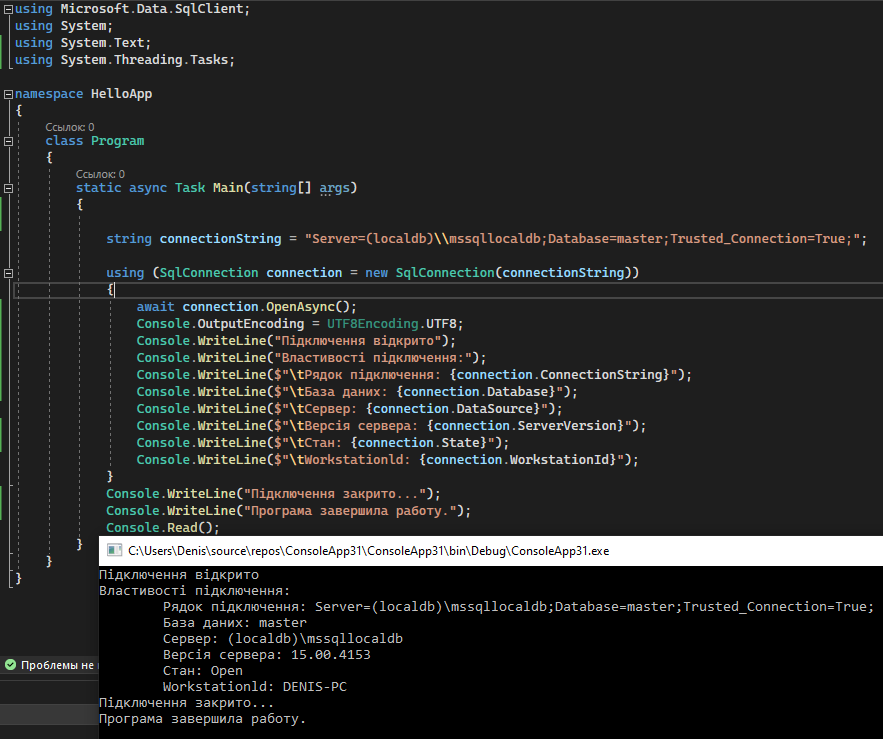 using Microsoft.Data.SqlClient;
using System;
using System.Text;
using System.Threading.Tasks;
namespace HelloApp
{
Ссылок: 0
class Program
{
Ссылок: 0
static async Task Main(string[] args)
{
string connectionString = "Server=(localdb)\\mssqllocaldb;Database=master;Trusted_Connection=True;";
using (SqlConnection connection = new SqlConnection(connectionString))
{
await connection.OpenAsync();
Console.OutputEncoding = UTF8Encoding.UTF8;
Console.WriteLine("Підключення відкрито");
Console.WriteLine("Властивості підключення:");
Console.WriteLine($"\tРядок підключення: {connection.ConnectionString}");
Console.WriteLine($"\tБаза даних: {connection.Database}");
Console.WriteLine($"\tСервер: {connection.DataSource}");
Console.WriteLine($"\tВерсія сервера: {connection.ServerVersion}");
Console.WriteLine($"\tСтан: {connection.State}");
Console.WriteLine($"\tWorkstationld: {connection.WorkstationId}");
}
Console.WriteLine("Підключення закрито...");
Console.WriteLine("Програма завершила работу.");
Console.Read();
}
}
}
C:\Users\Denis\source\repos\ConsoleApp31\ConsoleApp31\bin\Debug\ConsoleApp31.exe
Підключення відкрито
Властивості підключення:
Рядок підключення: Server=(localdb)\mssqllocaldb;Database=master;Trusted_Connection=True;
База даних: master
Сервер: (localdb)\mssqllocaldb
Версія сервера: 15.00.4153
Стан: Open
Workstationld: DENIS-PC
Підключення закрито...
Програма завершила работу.
Проблемы не